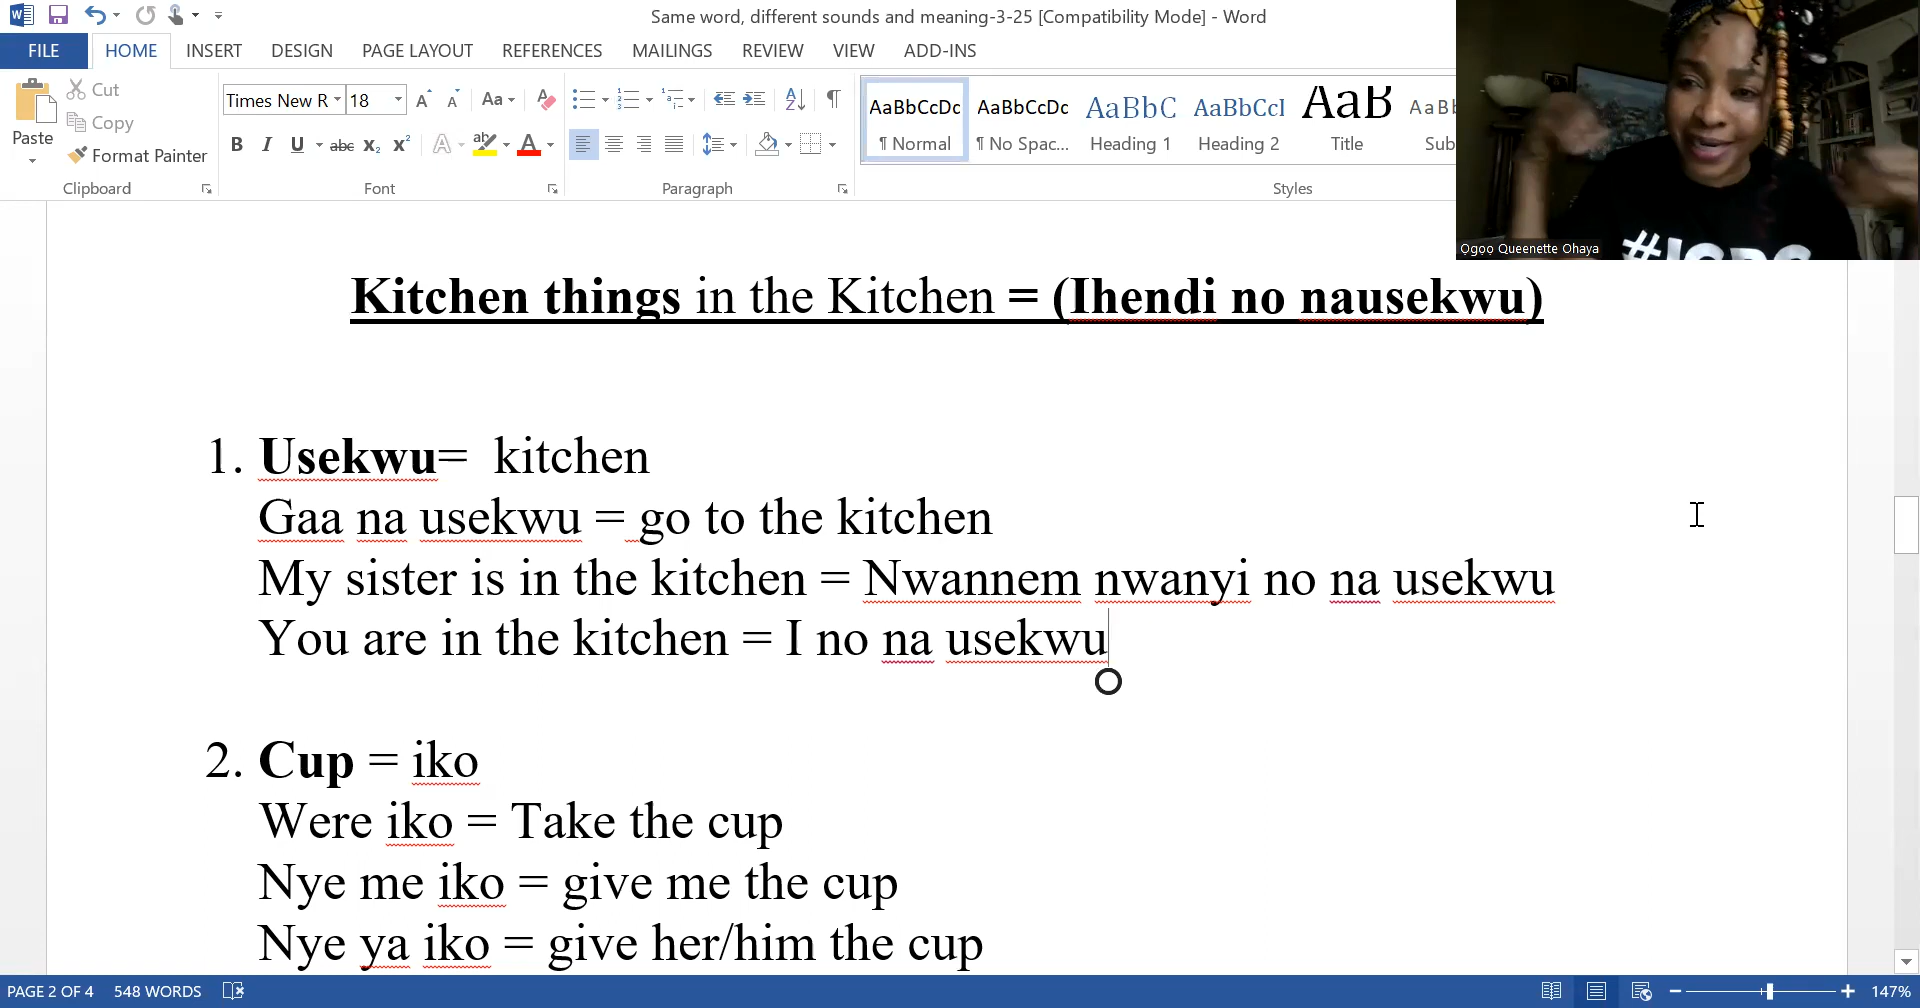 Same word, different sounds and meaning-3-25 [Compatibility Mode] - Word
FILE HOME INSERT DESIGN PAGE LAYOUT REFERENCES MAILINGS REVIEW VIEW ADD-INS
Paste
Cut
Copy
Format Painter
Clipboard
Times New R 18
Font
Paragraph
AaBbCcDc AaBbCcDc AaBbC AaBbCcI AaB AaBb
¶ Normal ¶ No Spac... Heading 1 Heading 2 Title Sub
Styles
Ọgọọ Queenette Ohaya
Kitchen things in the Kitchen = (Ihendi no nausekwu)
1. Usekwu= kitchen
Gaa na usekwu = go to the kitchen
My sister is in the kitchen = Nwannem nwanyi no na usekwu
You are in the kitchen = I no na usekwu
2. Cup = iko
Were iko = Take the cup
Nye me iko = give me the cup
Nye ya iko = give her/him the cup
PAGE 2 OF 4 548 WORDS 147%